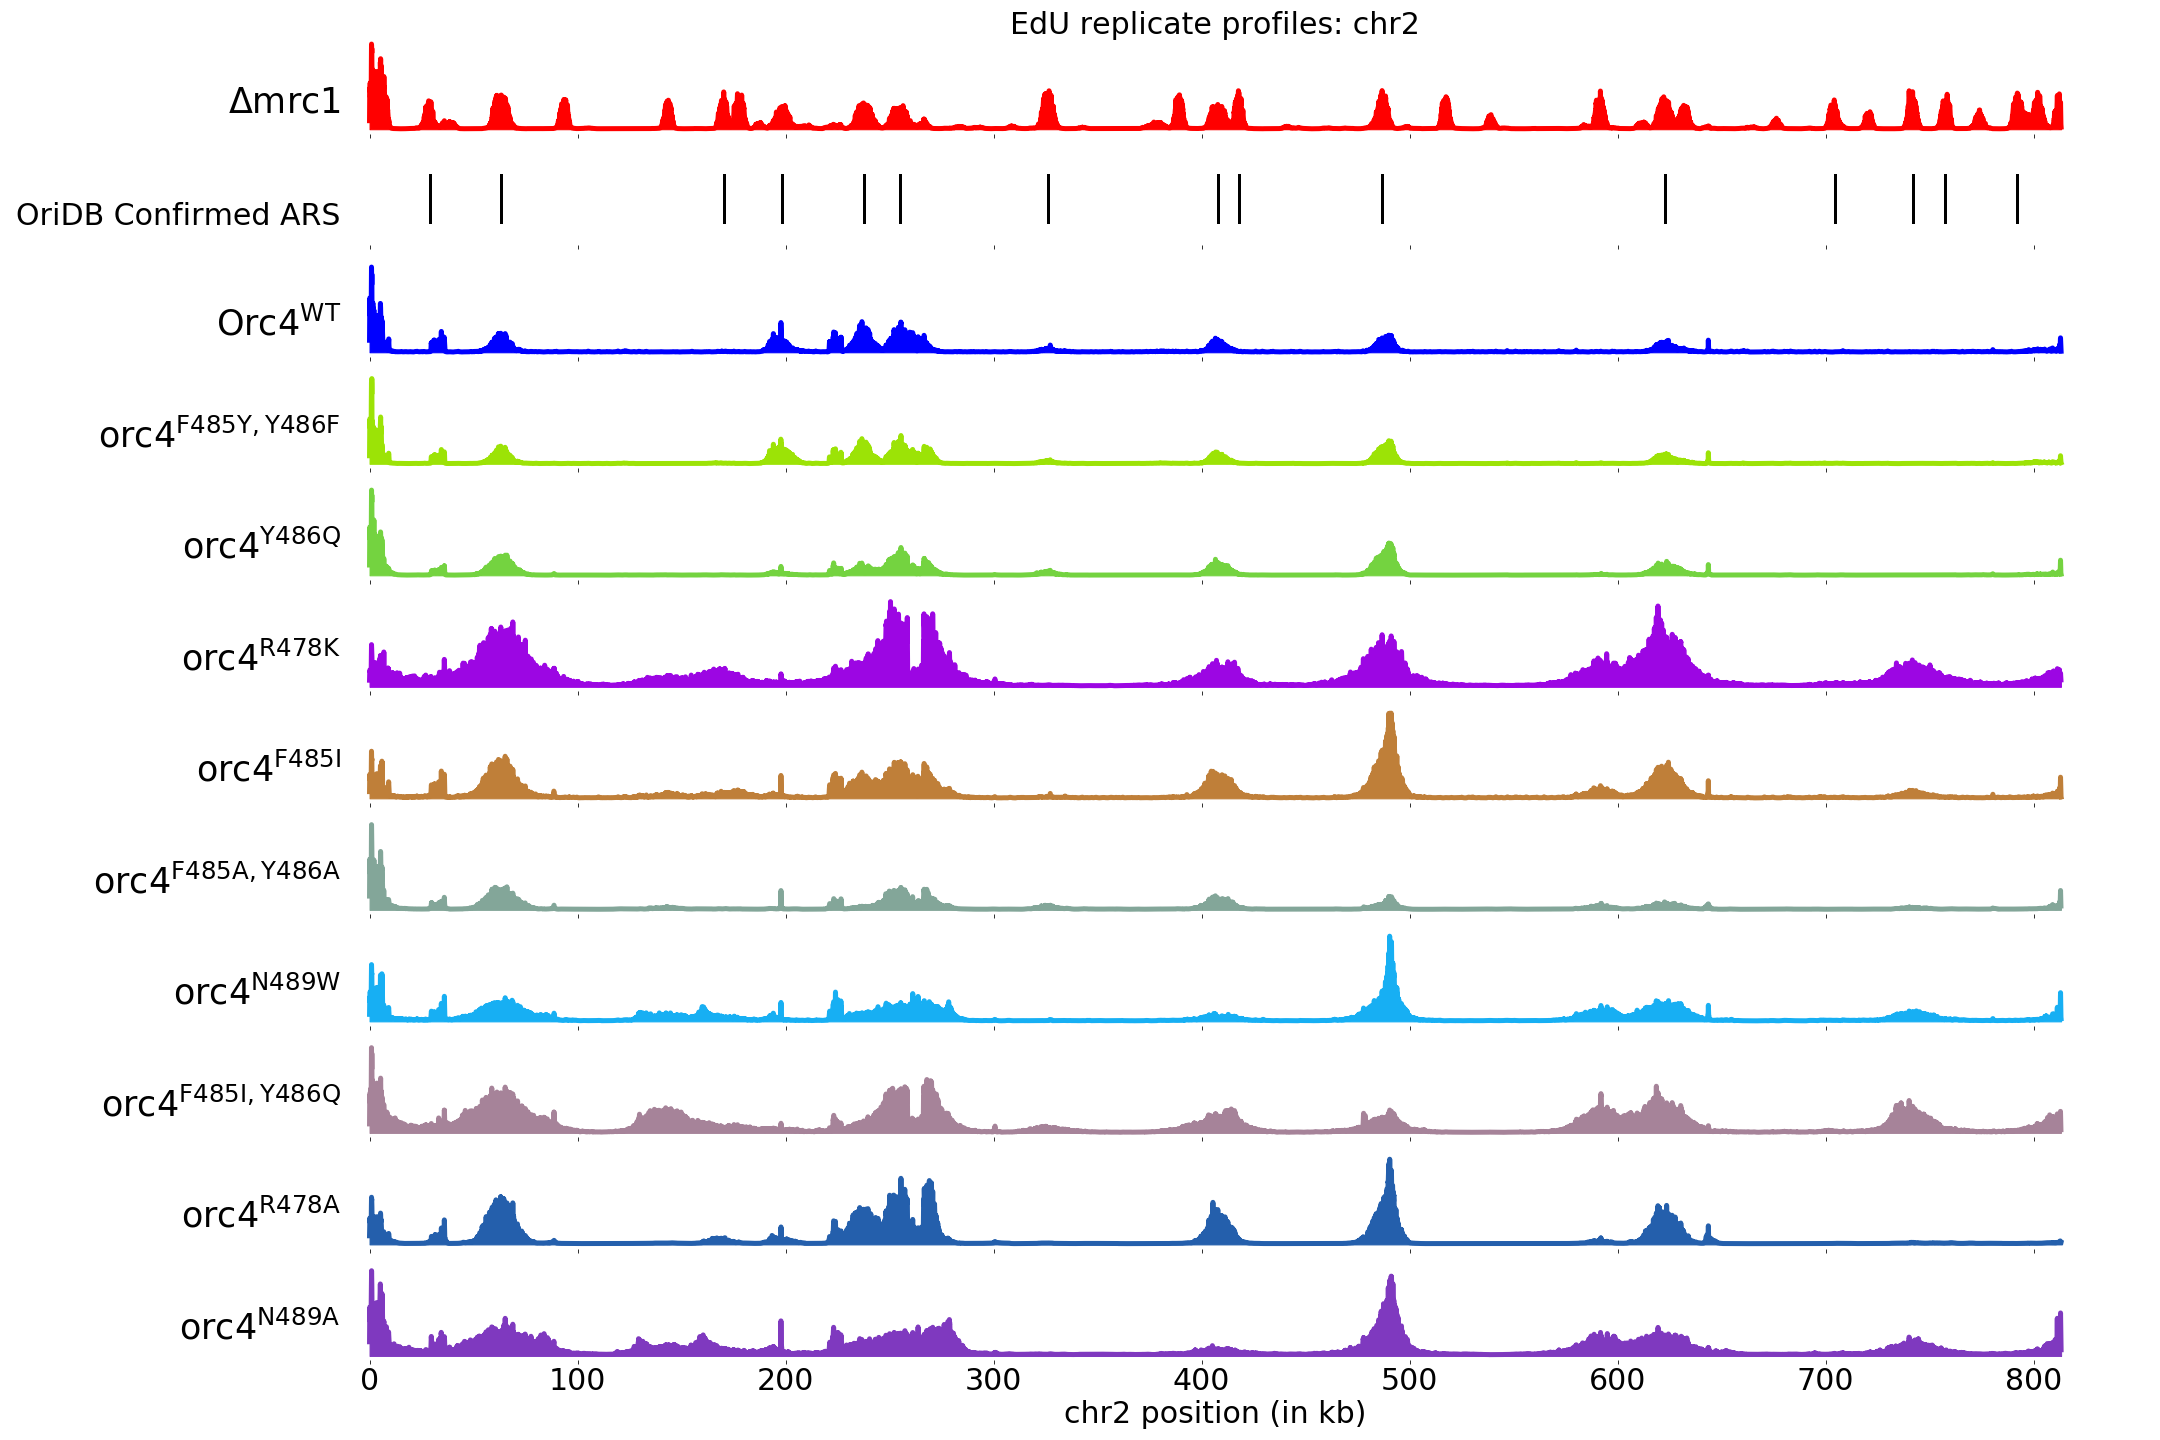 EdU replicate profiles: chr2
Δmrc1
OriDB Confirmed ARS
Orc4WT
orc4F485Y, Y486F
orc4Y486Q
orc4R478K
orc4F485I
orc4F485A, Y486A
orc4N489W
orc4F485I, Y486Q
orc4R478A
orc4N489A
0 100 200 300 400 500 600 700 800
chr2 position (in kb)